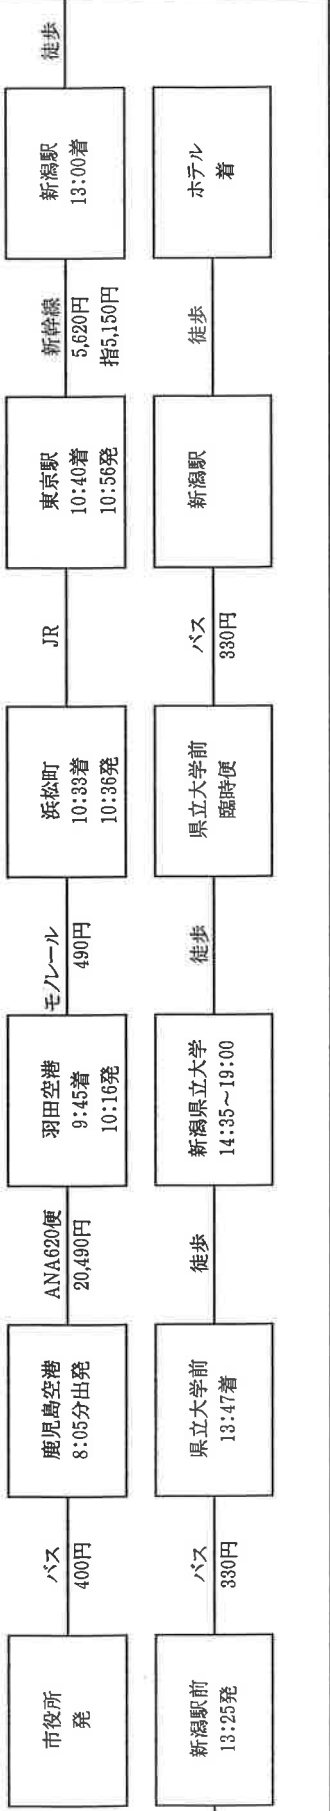 市役所
発
バス
400円
鹿児島空港
8:05分出発
ANA620便
20,490円
羽田空港
9:45着
10:16発
モノレール
490円
浜松町
10:33着
10:36発
JR
東京駅
10:40着
10:56発
新幹線
5,620円
指5,150円
新潟駅
13:00着
徒歩
新潟駅前
13:25発
バス
330円
県立大学前
13:47着
徒歩
新潟県立大学
14:35～19:00
徒歩
県立大学前
臨時便
バス
330円
新潟駅
徒歩
ホテル
着